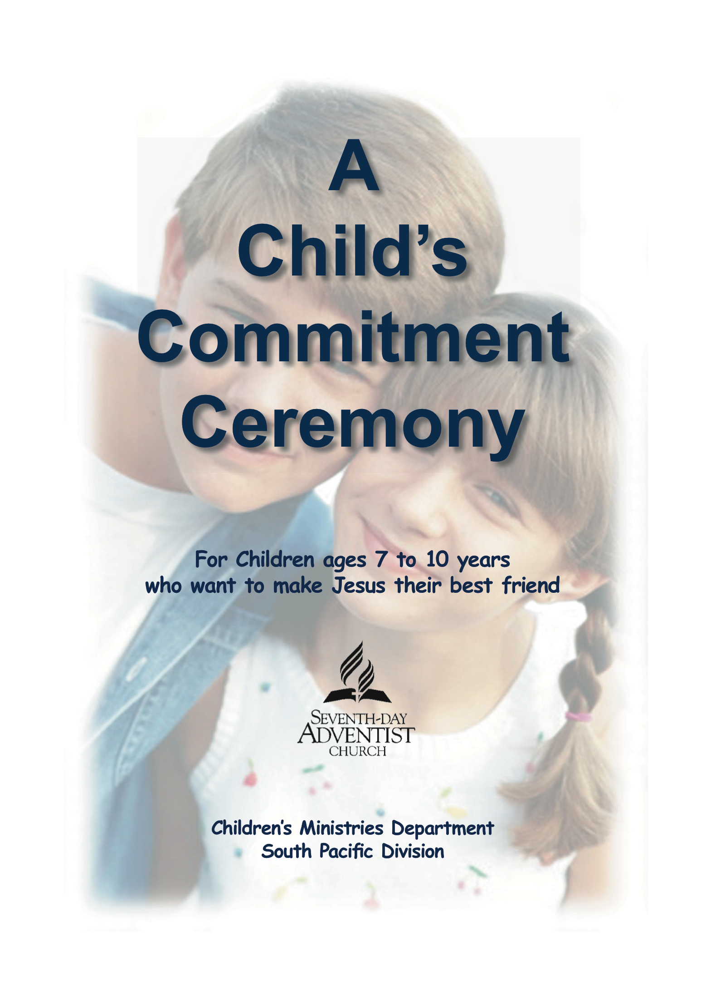 A
Child’s
Commitment
Ceremony
For Children ages 7 to 10 years
who want to make Jesus their best friend
SEVENTH-DAY
ADVENTIST
CHURCH
Children’s Ministries Department
South Pacific Division